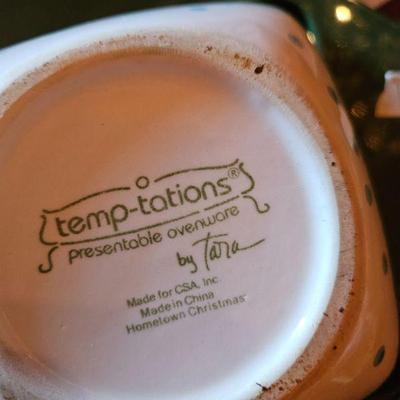 temp-tations®
presentable ovenware
by Tara
Made for CSA, Inc.
Made in China
Hometown Christmas